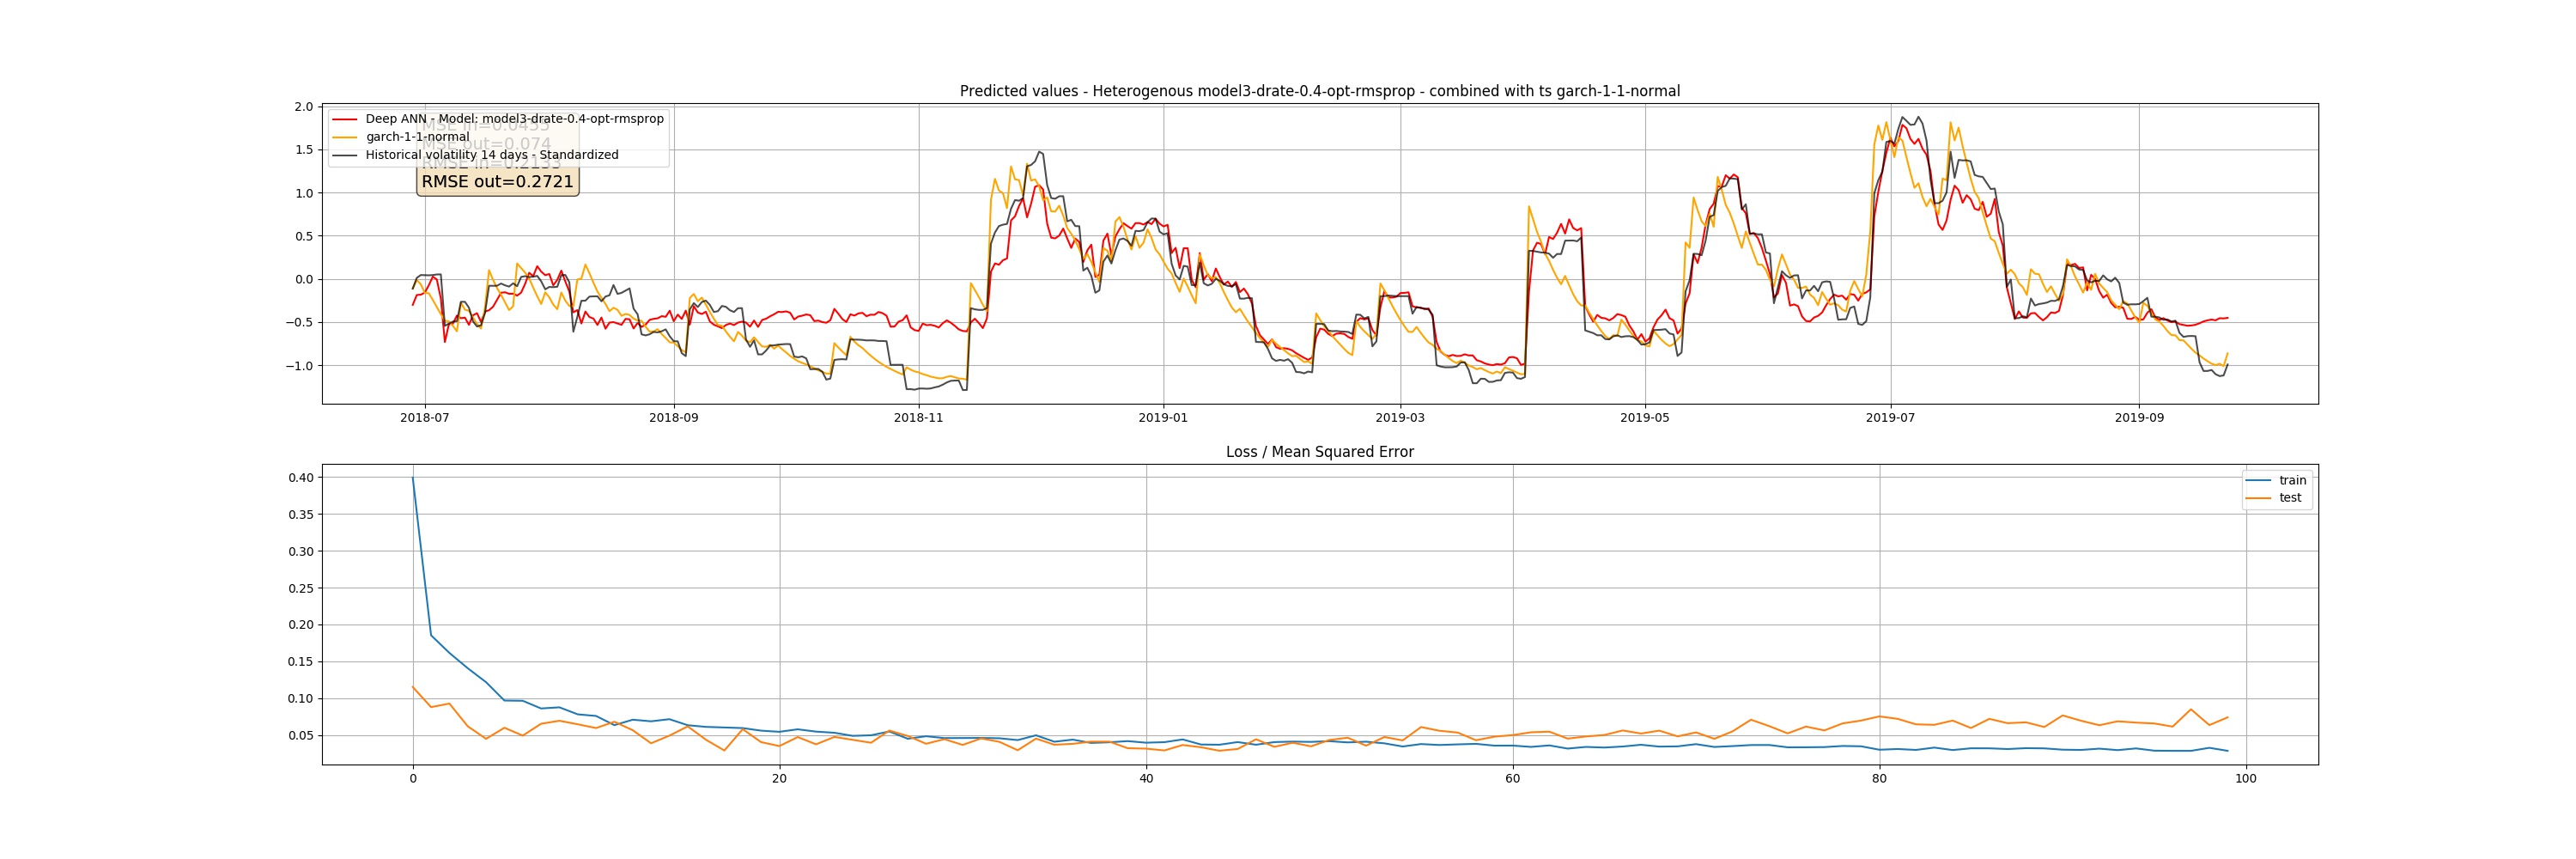 Predicted values - Heterogenous model3-drate-0.4-opt-rmsprop - combined with ts garch-1-1-normal
2.0
1.5
1.0
0.5
0.0
−0.5
−1.0
Deep ANN - Model: model3-drate-0.4-opt-rmsprop
garch-1-1-normal
Historical volatility 14 days - Standardized
MSE out=0.074
RMSE out=0.2721
2018-07 2018-09 2018-11 2019-01 2019-03 2019-05 2019-07 2019-09
Loss / Mean Squared Error
0.40
0.35
0.30
0.25
0.20
0.15
0.10
0.05
train
test
0 20 40 60 80 100